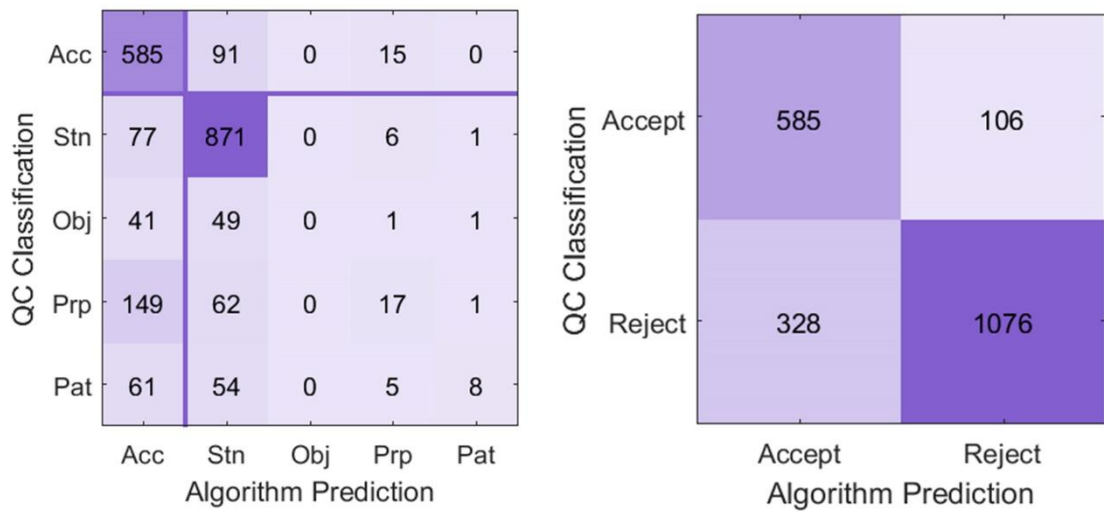 QC Classification
Acc 585 91 0 15 0
Stn 77 871 0 6 1
Obj 41 49 0 1 1
Prp 149 62 0 17 1
Pat 61 54 0 5 8
Acc Stn Obj Prp Pat
Algorithm Prediction
QC Classification
Accept 585 106
Reject 328 1076
Accept Reject
Algorithm Prediction